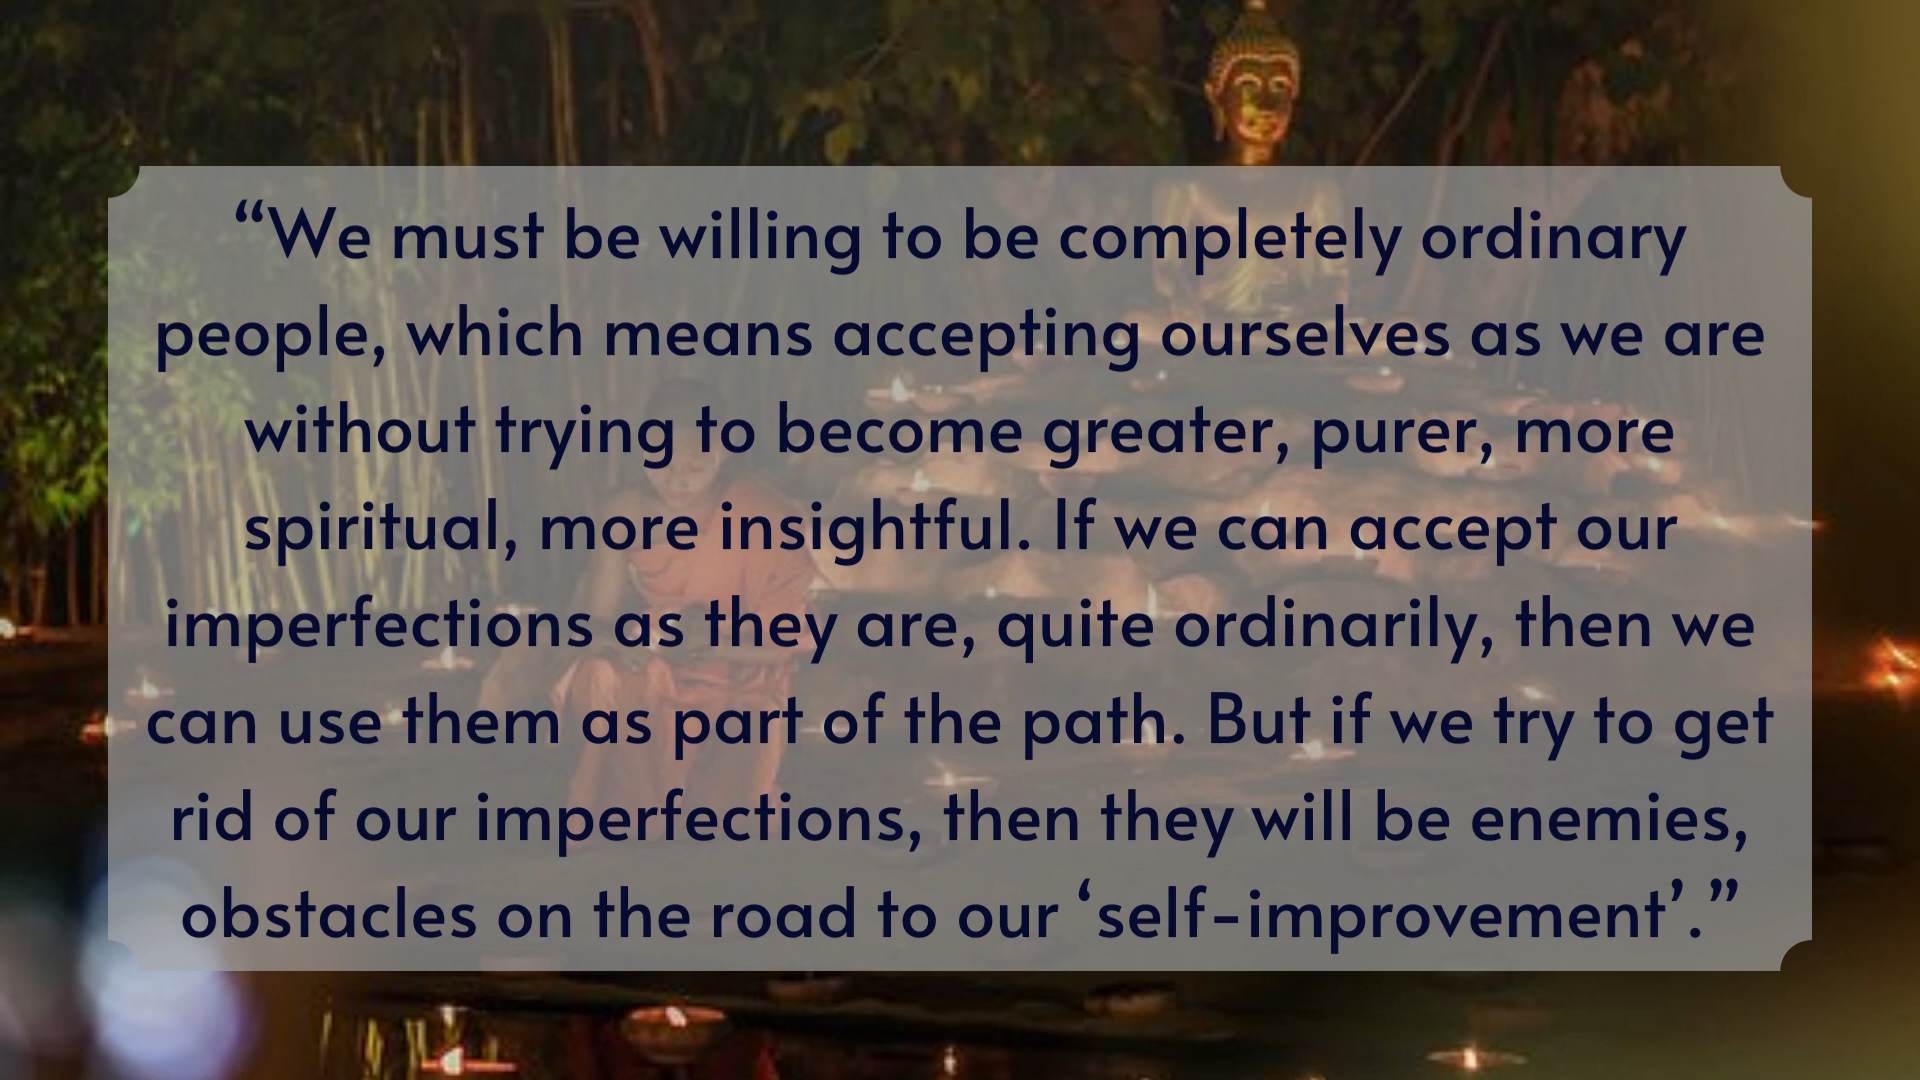 “We must be willing to be completely ordinary
people, which means accepting ourselves as we are
without trying to become greater, purer, more
spiritual, more insightful. If we can accept our
imperfections as they are, quite ordinarily, then we
can use them as part of the path. But if we try to get
rid of our imperfections, then they will be enemies,
obstacles on the road to our ‘self-improvement’.”